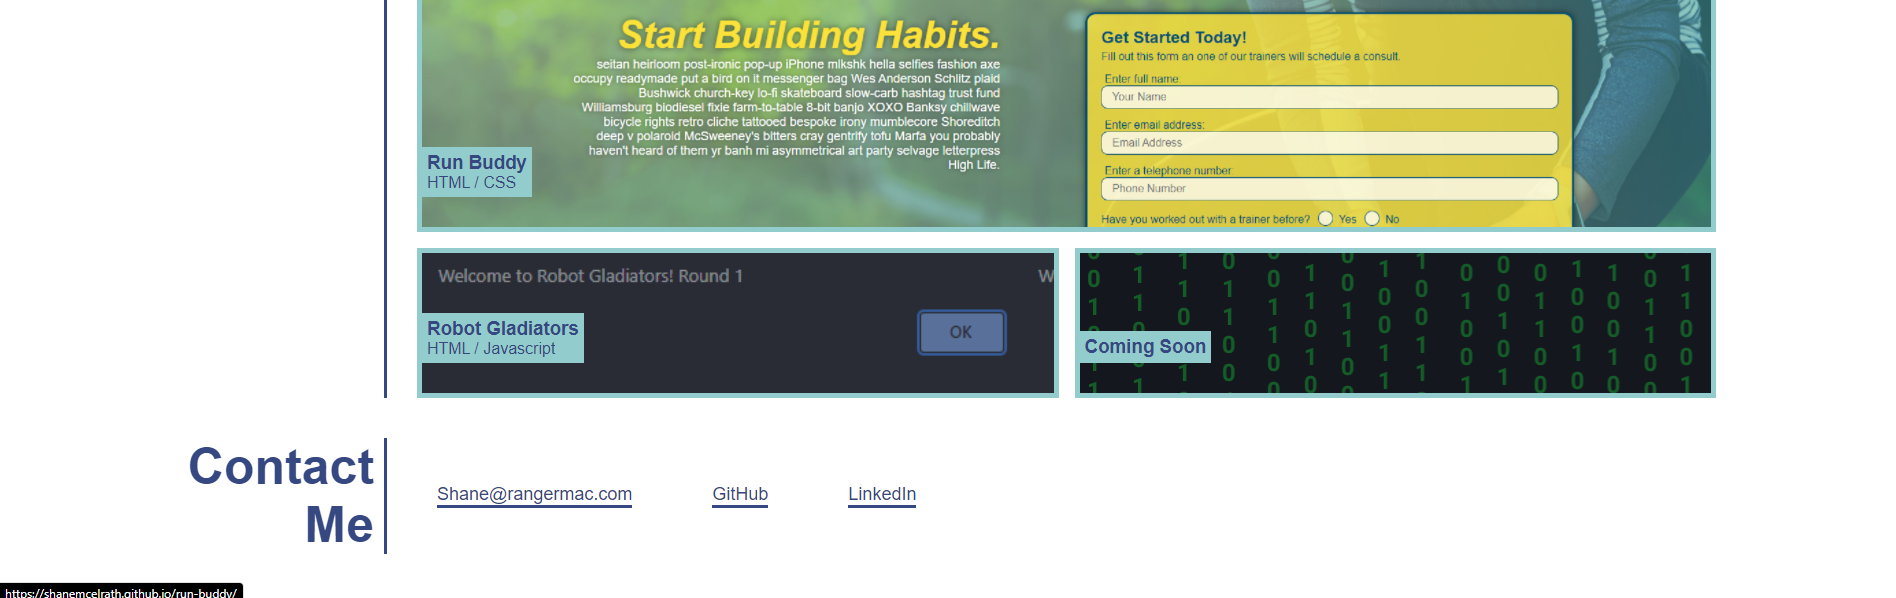 Start Building Habits.
seitan heirloom post-ironic pop-up iPhone mlkshk hella selfies fashion axe
occupy readymade put a bird on it messenger bag Wes Anderson Schlitz plaid
Bushwick church-key lo-fi skateboard slow-carb hashtag trust fund
Williamsburg biodiesel fixie farm-to-table 8-bit banjo XOXO Banksy chillwave
bicycle rights retro cliche tattooed bespoke irony mumblecore Shoreditch
deep v polaroid McSweeney's bitters cray gentrify tofu Marfa you probably
haven't heard of them yr banh mi asymmetrical art party selvage letterpress
High Life.
Run Buddy
HTML / CSS
Get Started Today!
Fill out this form an one of our trainers will schedule a consult.
Enter full name:
Your Name
Enter email address:
Email Address
Enter a telephone number:
Phone Number
Have you worked out with a trainer before? Yes No
Welcome to Robot Gladiators! Round 1
W
OK
Robot Gladiators
HTML / Javascript
Coming Soon
Contact
Me
Shane@rangermac.com
GitHub
LinkedIn
https://shanemcelrath.github.io/run-buddy/